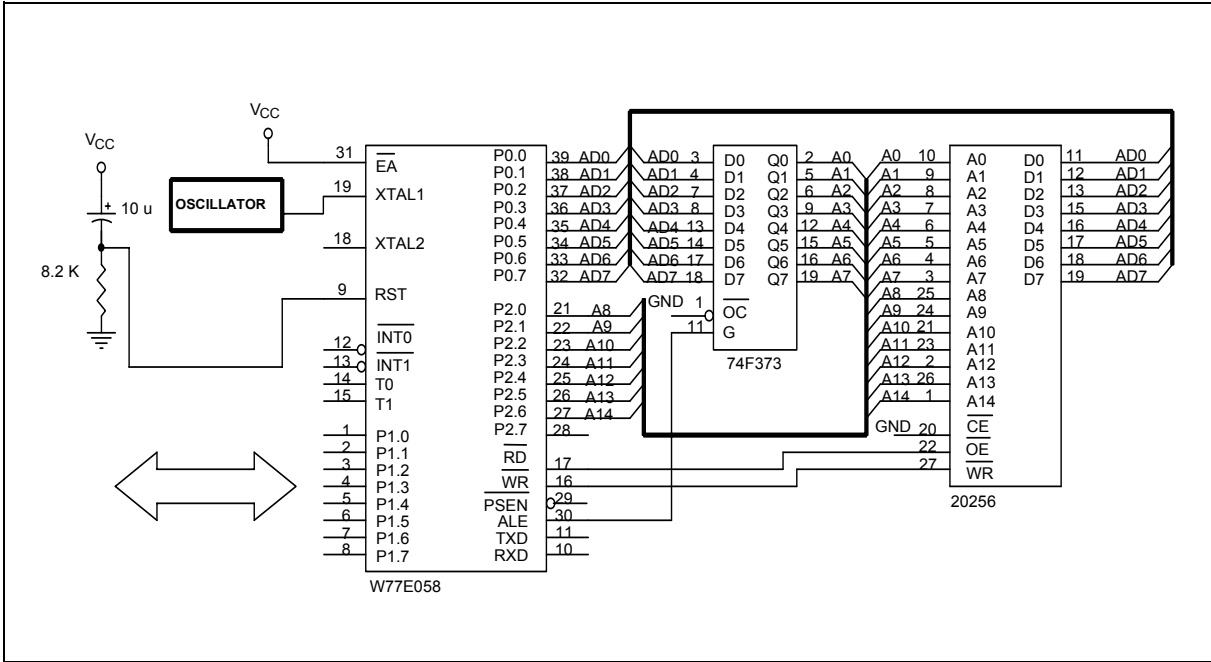 VCC
VCC
10 u
+
8.2 K
OSCILLATOR
31 EA
19 XTAL1
18 XTAL2
9 RST
12 INT0
13 INT1
14 T0
15 T1
1 P1.0
2 P1.1
3 P1.2
4 P1.3
5 P1.4
6 P1.5
7 P1.6
8 P1.7
P0.0 39 AD0
P0.1 38 AD1
P0.2 37 AD2
P0.3 36 AD3
P0.4 35 AD4
P0.5 34 AD5
P0.6 33 AD6
P0.7 32 AD7
P2.0 21 A8
P2.1 22 A9
P2.2 23 A10
P2.3 24 A11
P2.4 25 A12
P2.5 26 A13
P2.6 27 A14
P2.7 28
RD 17
WR 16
PSEN 29
ALE 30
TXD 11
RXD 10
W77E058
AD0 3 D0 Q0 2 A0
AD1 4 D1 Q1 5 A1
AD2 7 D2 Q2 6 A2
AD3 8 D3 Q3 9 A3
AD4 13 D4 Q4 12 A4
AD5 14 D5 Q5 15 A5
AD6 17 D6 Q6 16 A6
AD7 18 D7 Q7 19 A7
GND 1 OC
11 G
74F373
A0 10 A0 D0 11 AD0
A1 9 A1 D1 12 AD1
A2 8 A2 D2 13 AD2
A3 7 A3 D3 15 AD3
A4 6 A4 D4 16 AD4
A5 5 A5 D5 17 AD5
A6 4 A6 D6 18 AD6
A7 3 A7 D7 19 AD7
A8 25 A8
A9 24 A9
A10 21 A10
A11 23 A11
A12 2 A12
A13 26 A13
A14 1 A14
GND 20 CE
22 OE
27 WR
20256